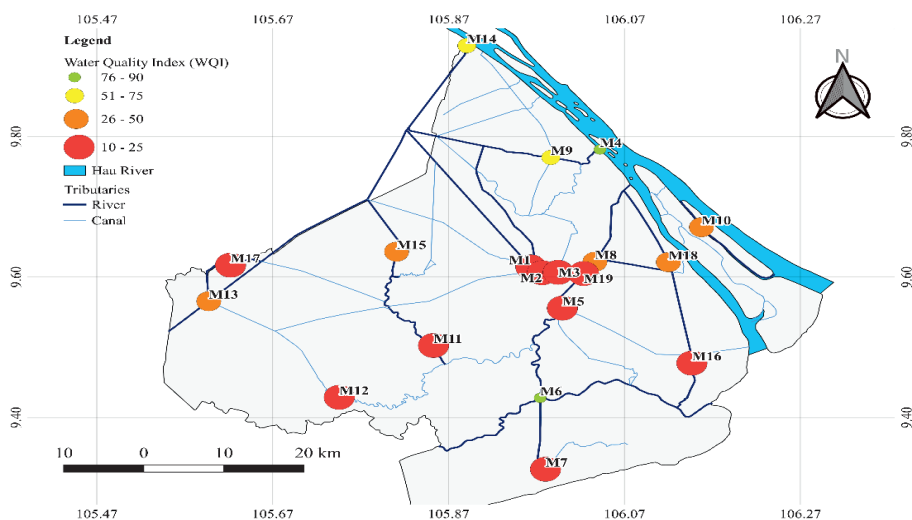 105.47 105.67 105.87 106.07 106.27
Legend
Water Quality Index (WQI)
76 - 90
51 - 75
26 - 50
10 - 25
Hau River
Tributaries
River
Canal
N
M14
9.80 9.80
M4
M9
M10
M15
M17
M1
M8
M18
9.60 9.60
M2
M3
M19
M13
M5
M11
M16
M12
M6
9.40 9.40
M7
10 0 10 20 km
105.47 105.67 105.87 106.07 106.27